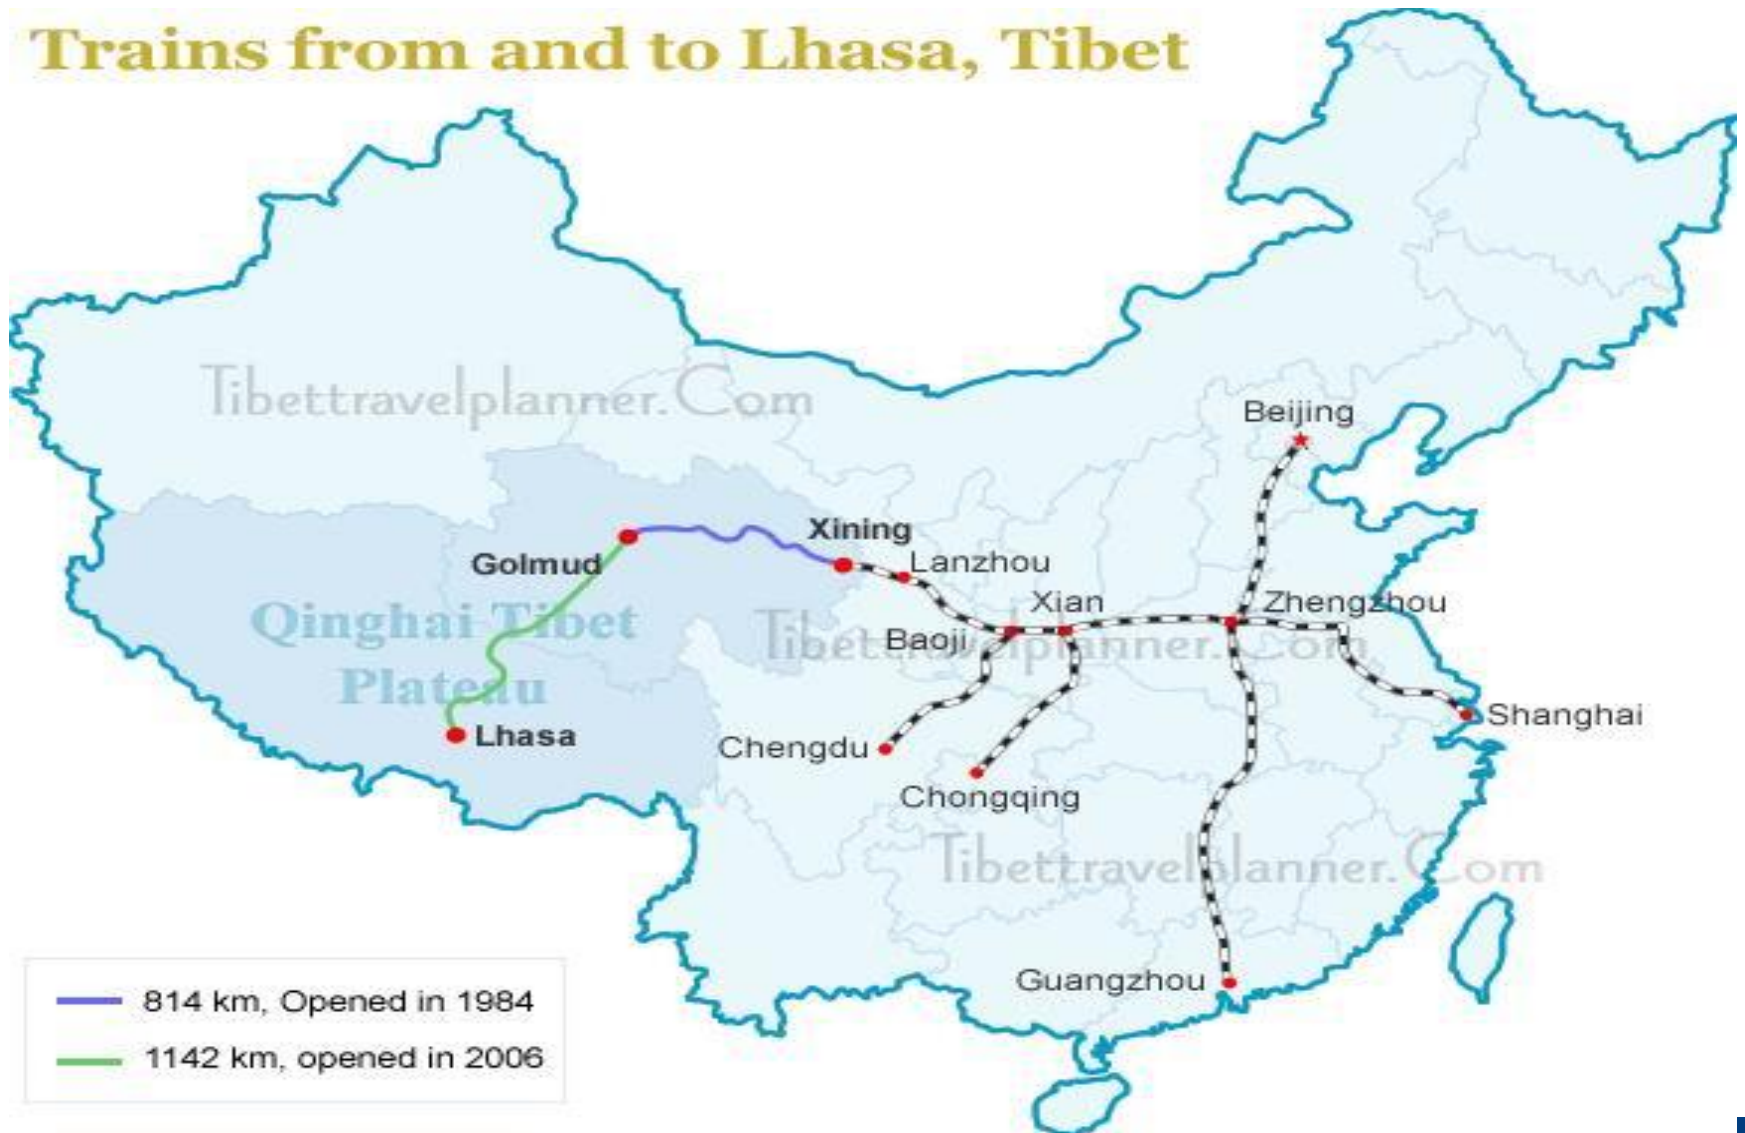 Trains from and to Lhasa, Tibet
Tibettravelplanner.Com
Beijing
Xining
Golmud
Lanzhou
Xian
Zhengzhou
Qinghai Tibet
Plateau
Baoji
Tibettravelplanner.Com
Lhasa
Shanghai
Chengdu
Chongqing
Tibettravelplanner.Com
Guangzhou
814 km, Opened in 1984
1142 km, opened in 2006